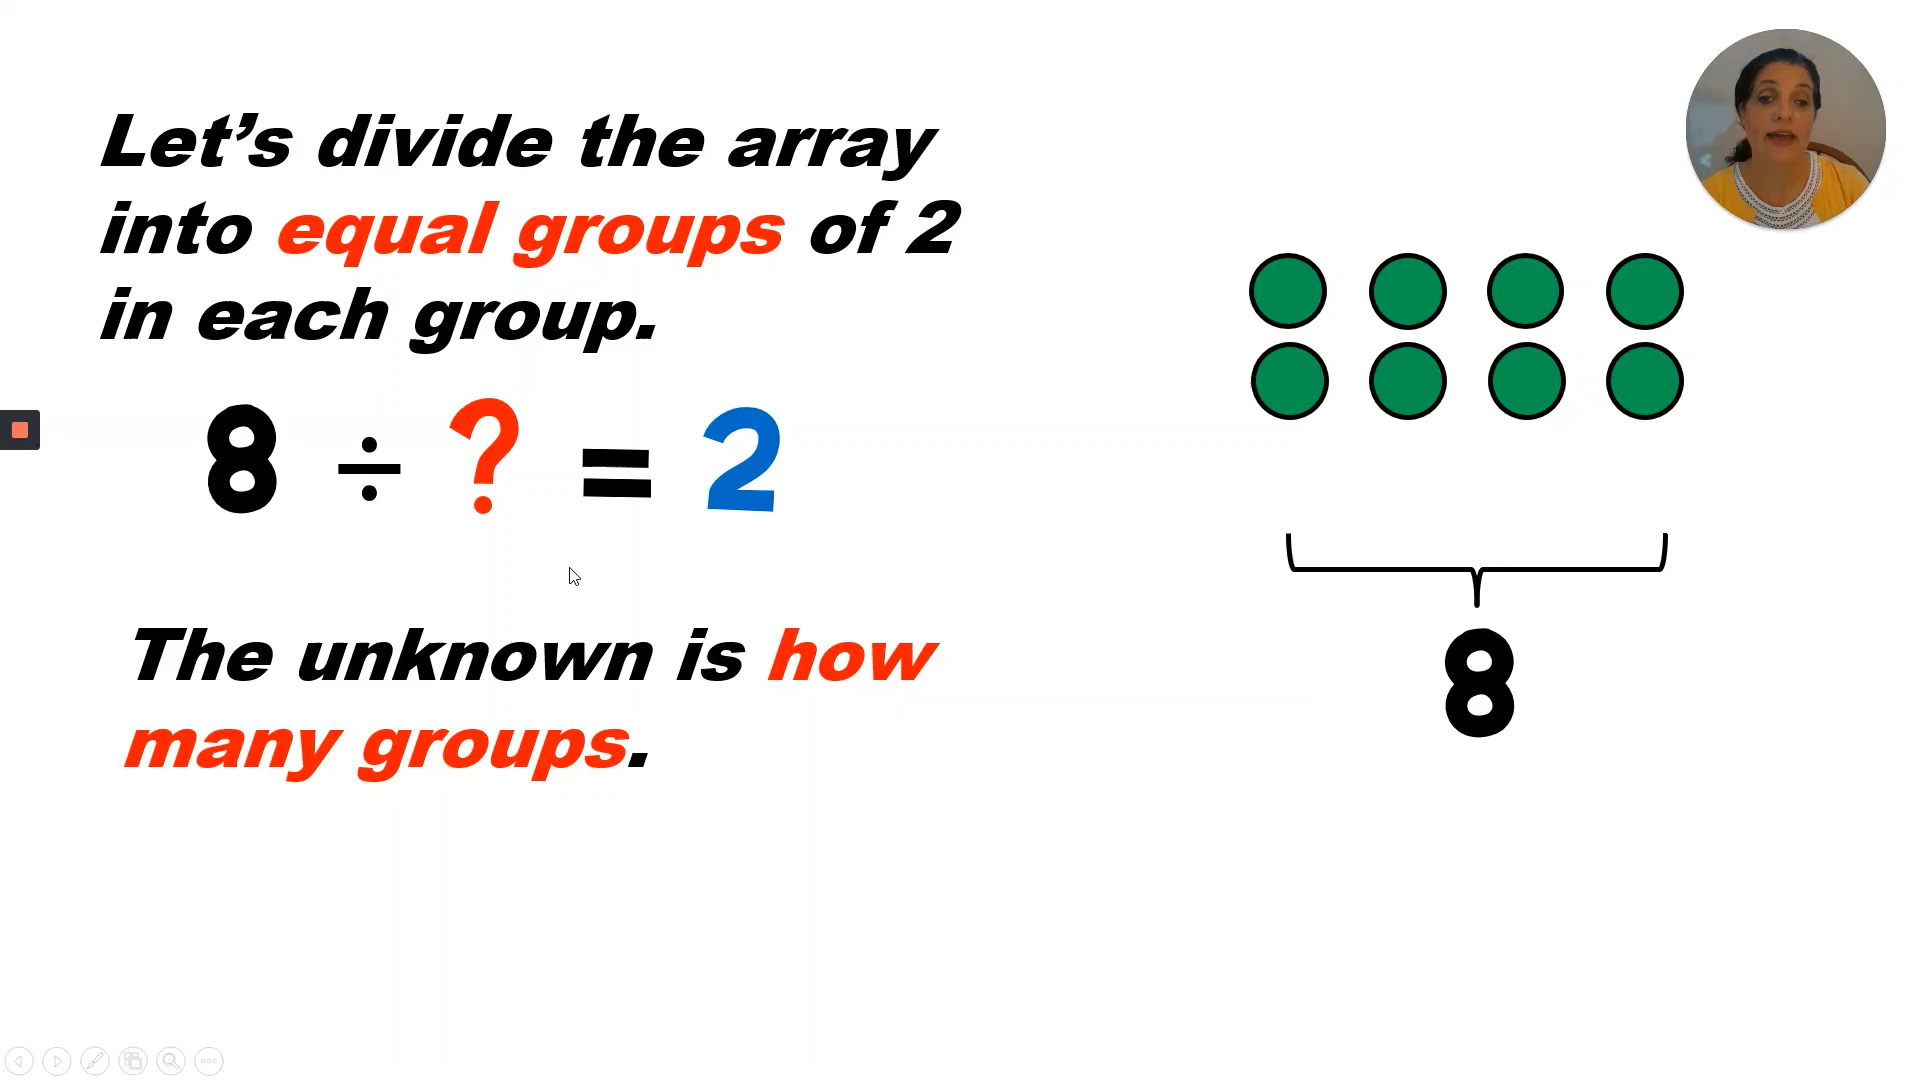 Let’s divide the array
into equal groups of 2
in each group.
8 ÷ ? = 2
The unknown is how
many groups.
8